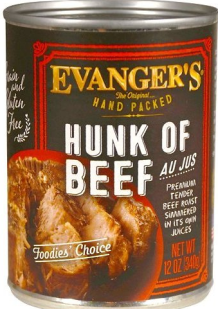 EVANGER'S
The Original...
HAND PACKED
Grain
and
Gluten
Free
HUNK OF
BEEF
AU JUS
PREMIUM
TENDER
BEEF ROAST
SIMMERED
IN ITS OWN
JUICES
Foodies' Choice
NET WT
12 OZ (340g)